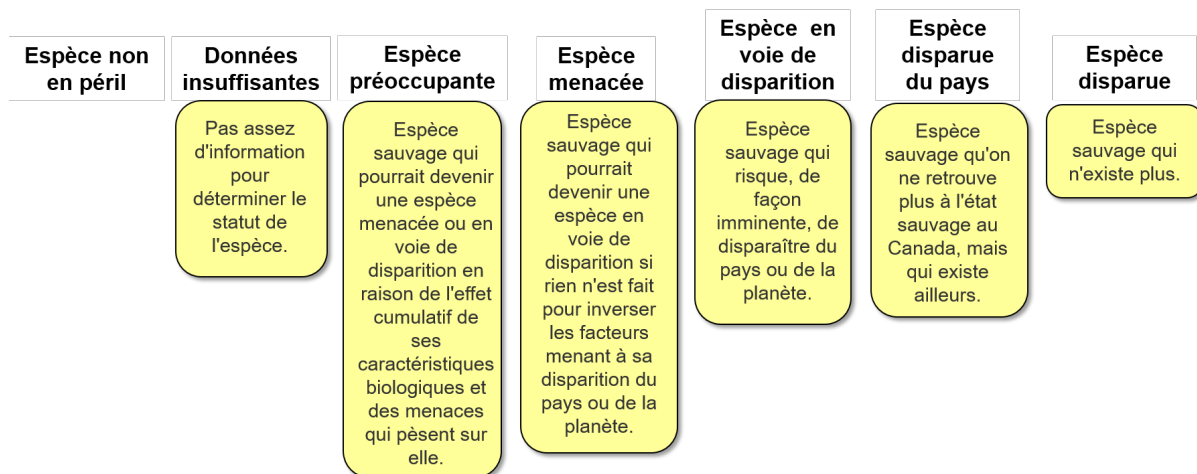 Espèce non
en péril
Données
insuffisantes
Pas assez
d'information
pour
déterminer le
statut de
l'espèce.
Espèce
préoccupante
Espèce
sauvage qui
pourrait devenir
une espèce
menacée ou en
voie de
disparition en
raison de l'effet
cumulatif de
ses
caractéristiques
biologiques et
des menaces
qui pèsent sur
elle.
Espèce
menacée
Espèce
sauvage qui
pourrait
devenir une
espèce en
voie de
disparition si
rien n'est fait
pour inverser
les facteurs
menant à sa
disparition du
pays ou de la
planète.
Espèce en
voie de
disparition
Espèce
sauvage qui
risque, de
façon
imminente, de
disparaître du
pays ou de la
planète.
Espèce
disparue
du pays
Espèce
sauvage qu'on
ne retrouve
plus à l'état
sauvage au
Canada, mais
qui existe
ailleurs.
Espèce
disparue
Espèce
sauvage qui
n'existe plus.